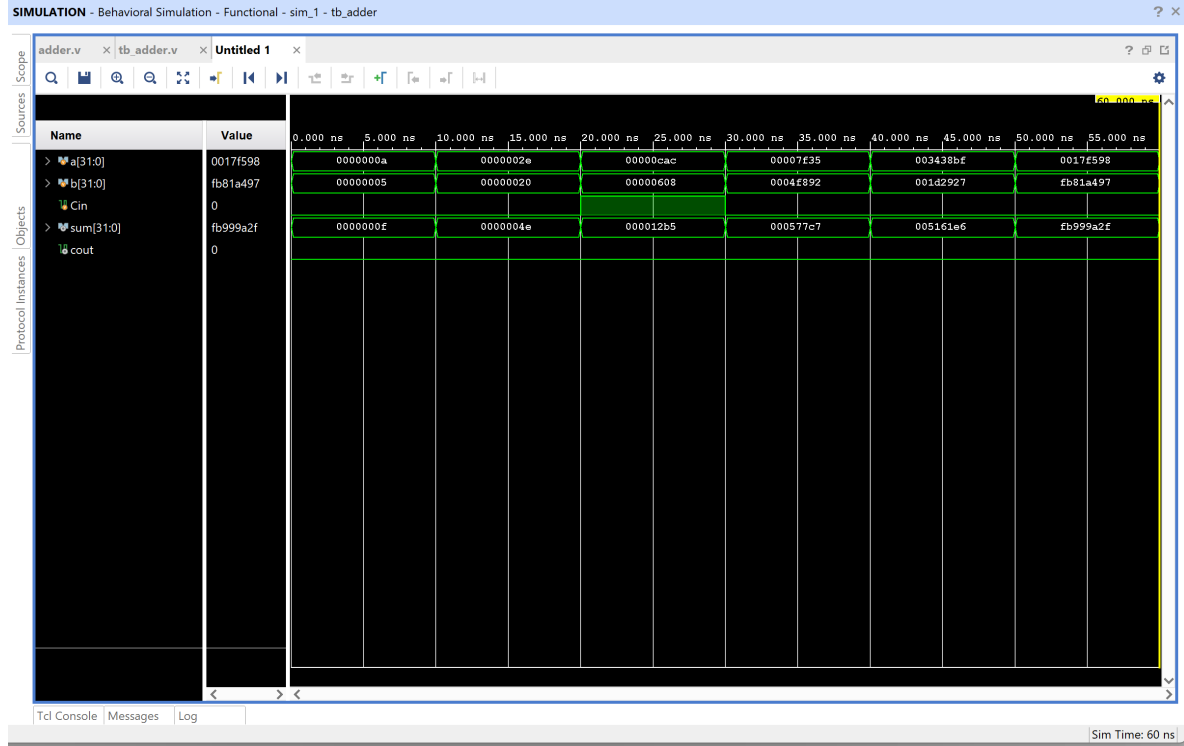 SIMULATION - Behavioral Simulation - Functional - sim_1 - tb_adder ? ×
adder.v × tb_adder.v × Untitled 1 × ?
60.000 ns
Name Value
0.000 ns 5.000 ns 10.000 ns 15.000 ns 20.000 ns 25.000 ns 30.000 ns 35.000 ns 40.000 ns 45.000 ns 50.000 ns 55.000 ns
a[31:0] 0017f598 0000000a 0000002e 00000cac 00007f35 003438bf 0017f598
b[31:0] fb81a497 00000005 00000020 00000608 0004f892 001d2927 fb81a497
Cin 0
sum[31:0] fb999a2f 0000000f 0000004e 000012b5 000577c7 005161e6 fb999a2f
cout 0
Scope
Sources
Objects
Protocol Instances
Tcl Console Messages Log
Sim Time: 60 ns